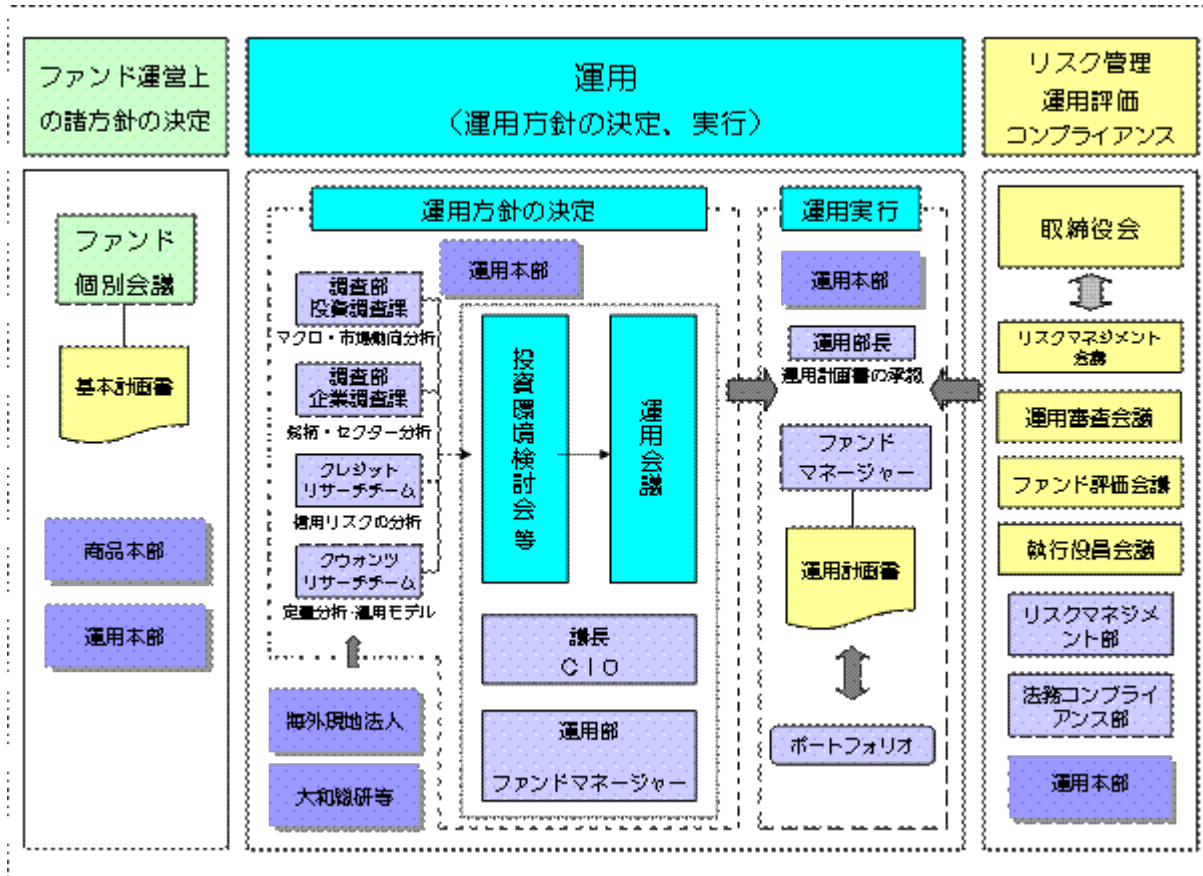 ファンド運営上
の諸方針の決定
運用
(運用方針の決定、実行)
リスク管理
運用評価
コンプライアンス
ファンド
個別会議
基本計画書
商品本部
運用本部
運用方針の決定
運用本部
調査部
投資調査課
マクロ・市場動向分析
調査部
企業調査課
銘柄・セクター分析
クレジット
リサーチチーム
信用リスクの分析
クウォンツ
リサーチチーム
定量分析・運用モデル
海外現地法人
大和総研等
投資環境検討会等
運用会議
議長
CIO
運用部
ファンドマネージャー
運用実行
運用本部
運用部長
運用計画書の承認
ファンド
マネージャー
運用計画書
ポートフォリオ
取締役会
リスクマネジメント
会議
運用審査会議
ファンド評価会議
執行役員会議
リスクマネジメ
ント部
法務コンプライ
アンス部
運用本部